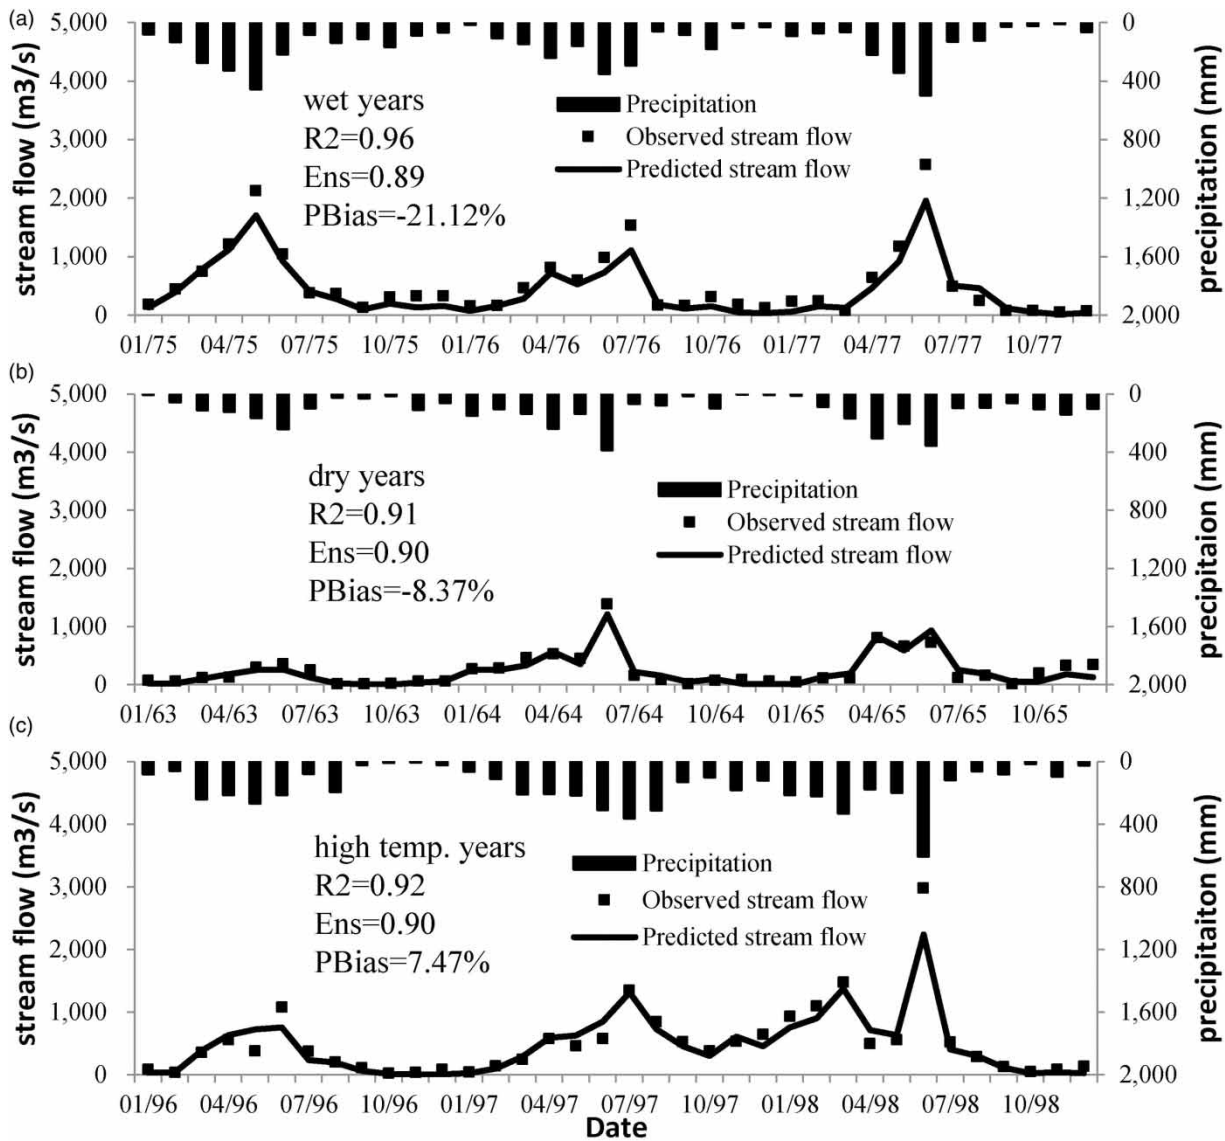 (a)
stream flow (m3/s)
5,000
4,000
3,000
2,000
1,000
0
wet years
R2=0.96
Ens=0.89
PBias=-21.12%
Precipitation
Observed stream flow
Predicted stream flow
0
400
800
1,200
1,600
2,000
precipitation (mm)
01/75 04/75 07/75 10/75 01/76 04/76 07/76 10/76 01/77 04/77 07/77 10/77
(b)
stream flow (m3/s)
5,000
4,000
3,000
2,000
1,000
0
dry years
R2=0.91
Ens=0.90
PBias=-8.37%
Precipitation
Observed stream flow
Predicted stream flow
0
400
800
1,200
1,600
2,000
precipitaion (mm)
01/63 04/63 07/63 10/63 01/64 04/64 07/64 10/64 01/65 04/65 07/65 10/65
(c)
stream flow (m3/s)
5,000
4,000
3,000
2,000
1,000
0
high temp. years
R2=0.92
Ens=0.90
PBias=7.47%
Precipitation
Observed stream flow
Predicted stream flow
0
400
800
1,200
1,600
2,000
precipitaiton (mm)
01/96 04/96 07/96 10/96 01/97 04/97 07/97 10/97 01/98 04/98 07/98 10/98
Date